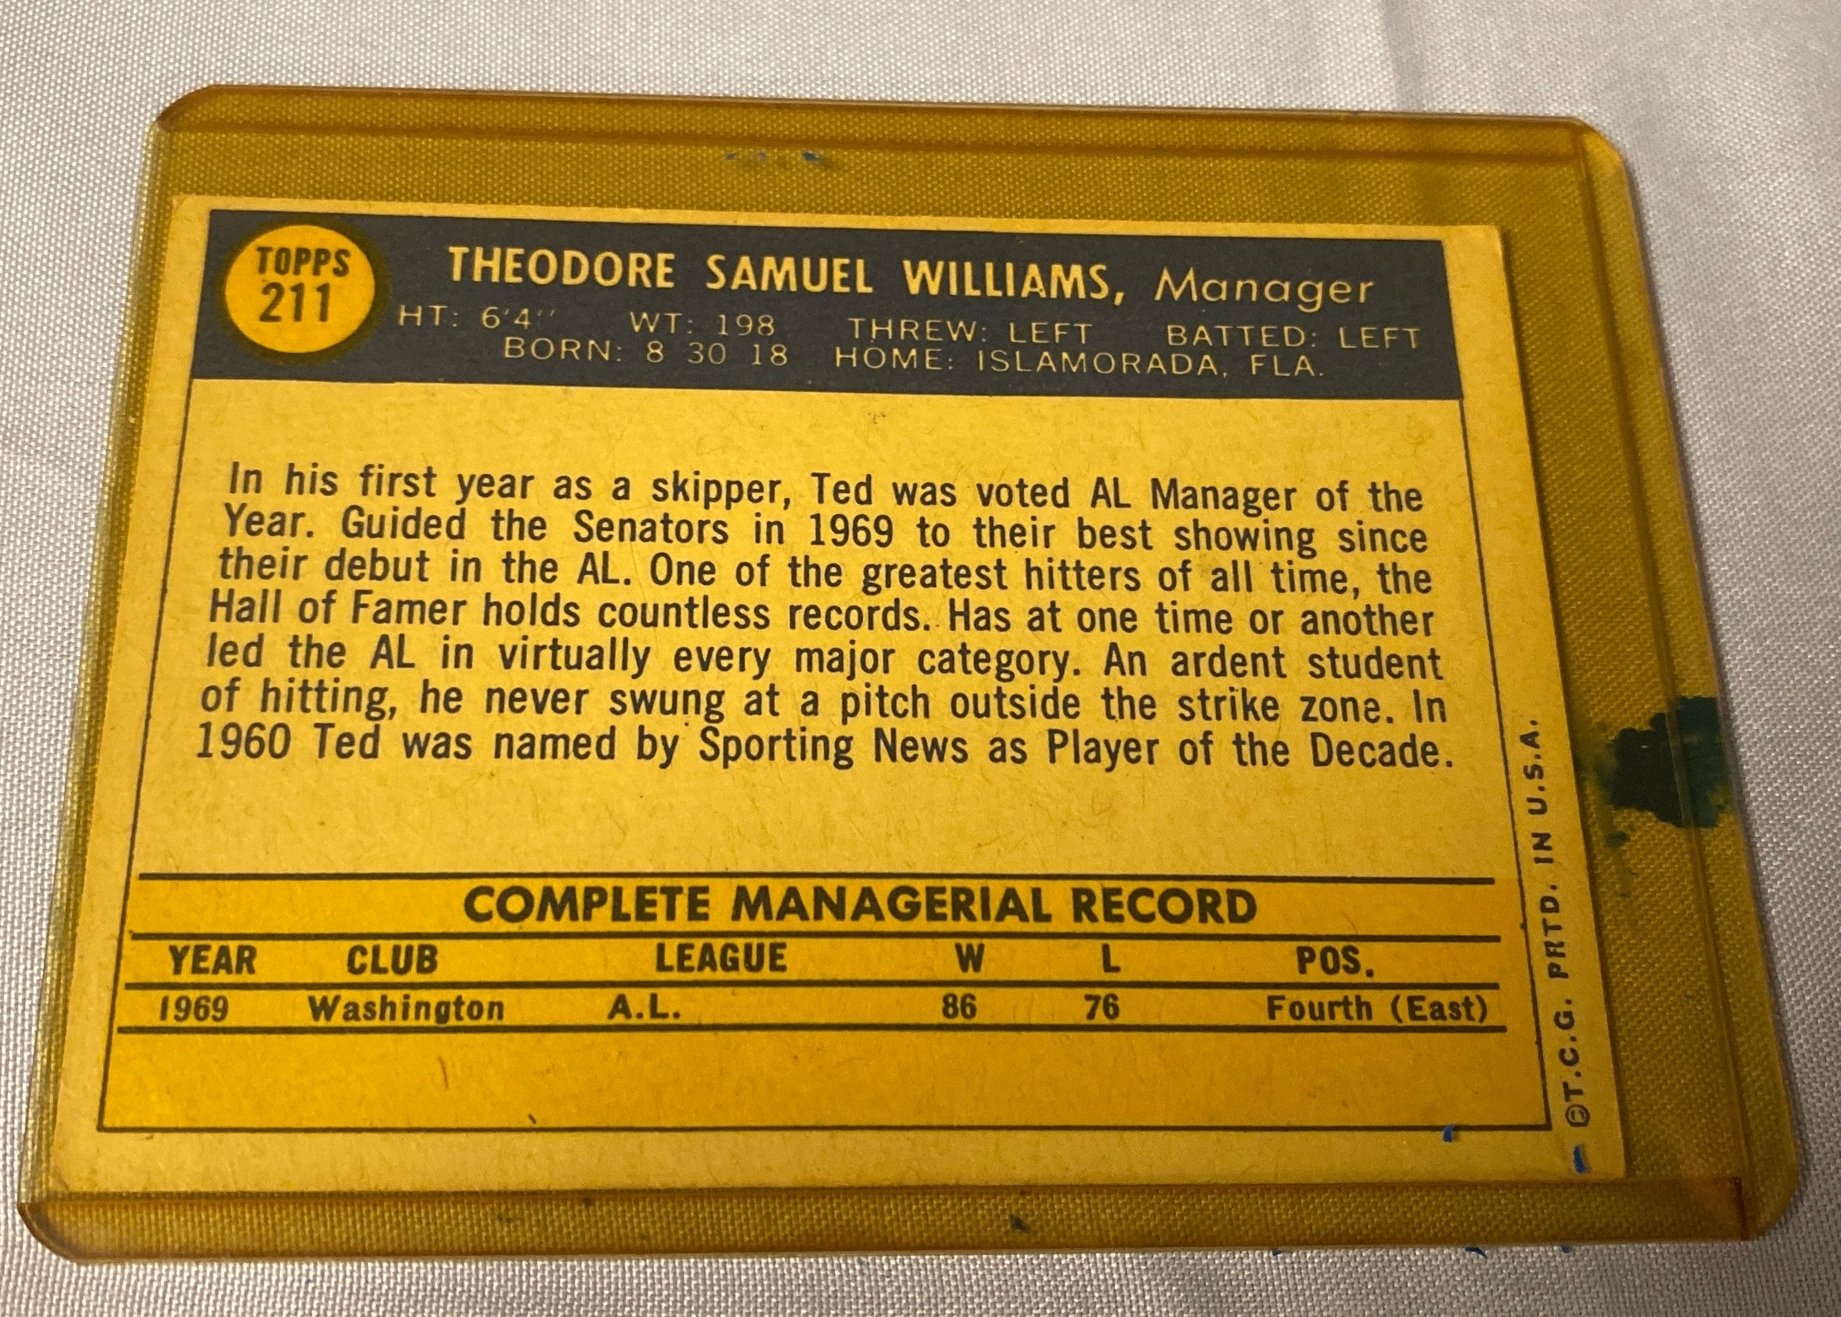 TOPPS
211
THEODORE SAMUEL WILLIAMS, Manager
HT: 6'4'' WT: 198 THREW: LEFT BATTED: LEFT
BORN: 8 30 18 HOME: ISLAMORADA, FLA.
In his first year as a skipper, Ted was voted AL Manager of the
Year. Guided the Senators in 1969 to their best showing since
their debut in the AL. One of the greatest hitters of all time, the
Hall of Famer holds countless records. Has at one time or another
led the AL in virtually every major category. An ardent student
of hitting, he never swung at a pitch outside the strike zone. In
1960 Ted was named by Sporting News as Player of the Decade.
COMPLETE MANAGERIAL RECORD
YEAR CLUB LEAGUE W L POS.
1969 Washington A.L. 86 76 Fourth (East)
©T.C.G. PRTD. IN U.S.A.